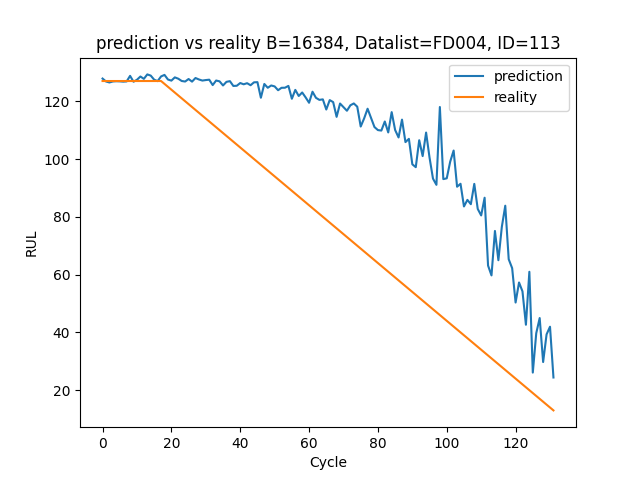 prediction vs reality B=16384, Datalist=FD004, ID=113
prediction
reality
RUL
120
100
80
60
40
20
0 20 40 60 80 100 120
Cycle